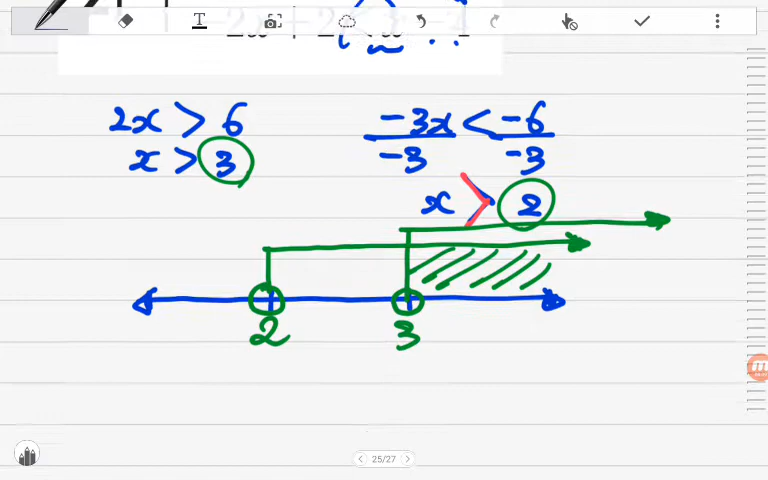 2x > 6
x > 3
-3x < -6
-3 -3
x > 2
2 3
25/27